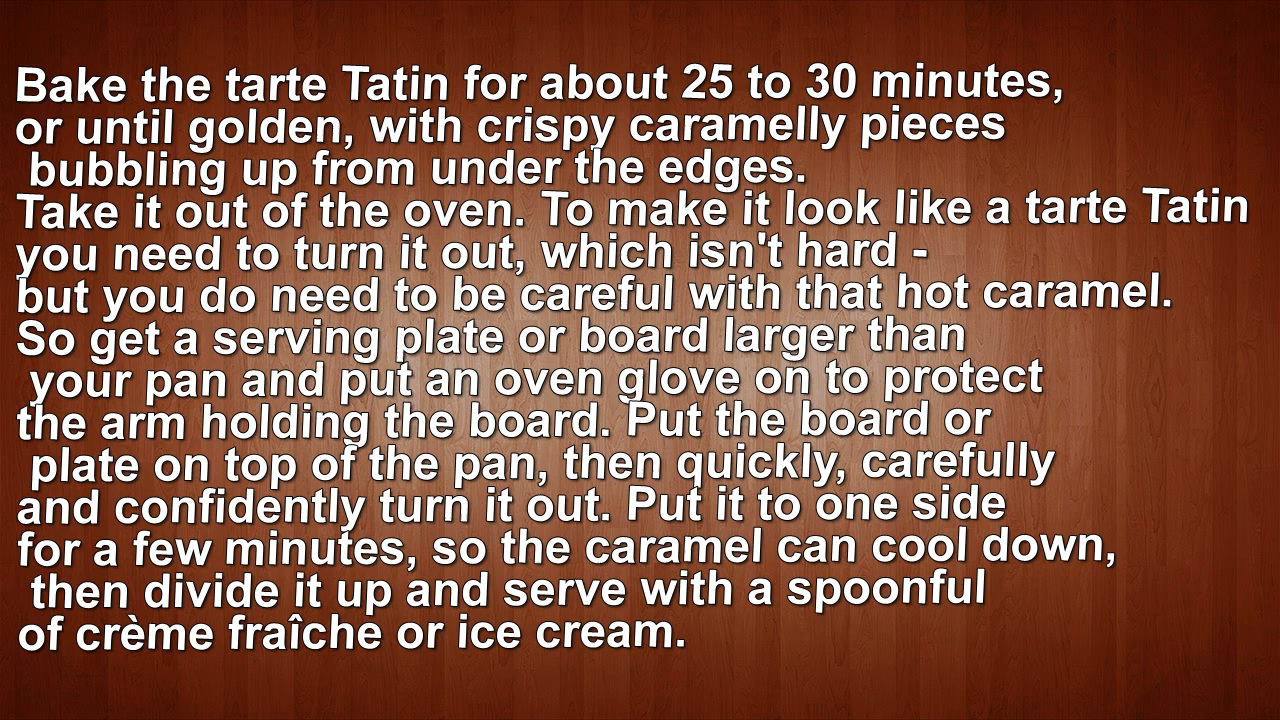 Bake the tarte Tatin for about 25 to 30 minutes,
or until golden, with crispy caramelly pieces
bubbling up from under the edges.
Take it out of the oven. To make it look like a tarte Tatin
you need to turn it out, which isn't hard -
but you do need to be careful with that hot caramel.
So get a serving plate or board larger than
your pan and put an oven glove on to protect
the arm holding the board. Put the board or
plate on top of the pan, then quickly, carefully
and confidently turn it out. Put it to one side
for a few minutes, so the caramel can cool down,
then divide it up and serve with a spoonful
of crème fraîche or ice cream.